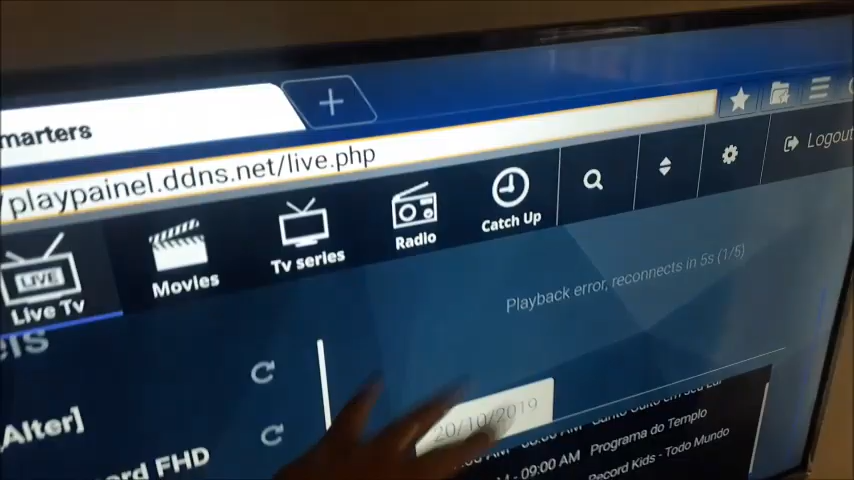 marters
/playpainel.ddns.net/live.php
Logout
LIVE
Live Tv
Movies
Tv series
Radio
Catch Up
Playback error, reconnects in 5s (1/5)
Alter]
rd FHD
20/10/2019
09:00 AM
Programa do Templo
Record Kids - Todo Mundo